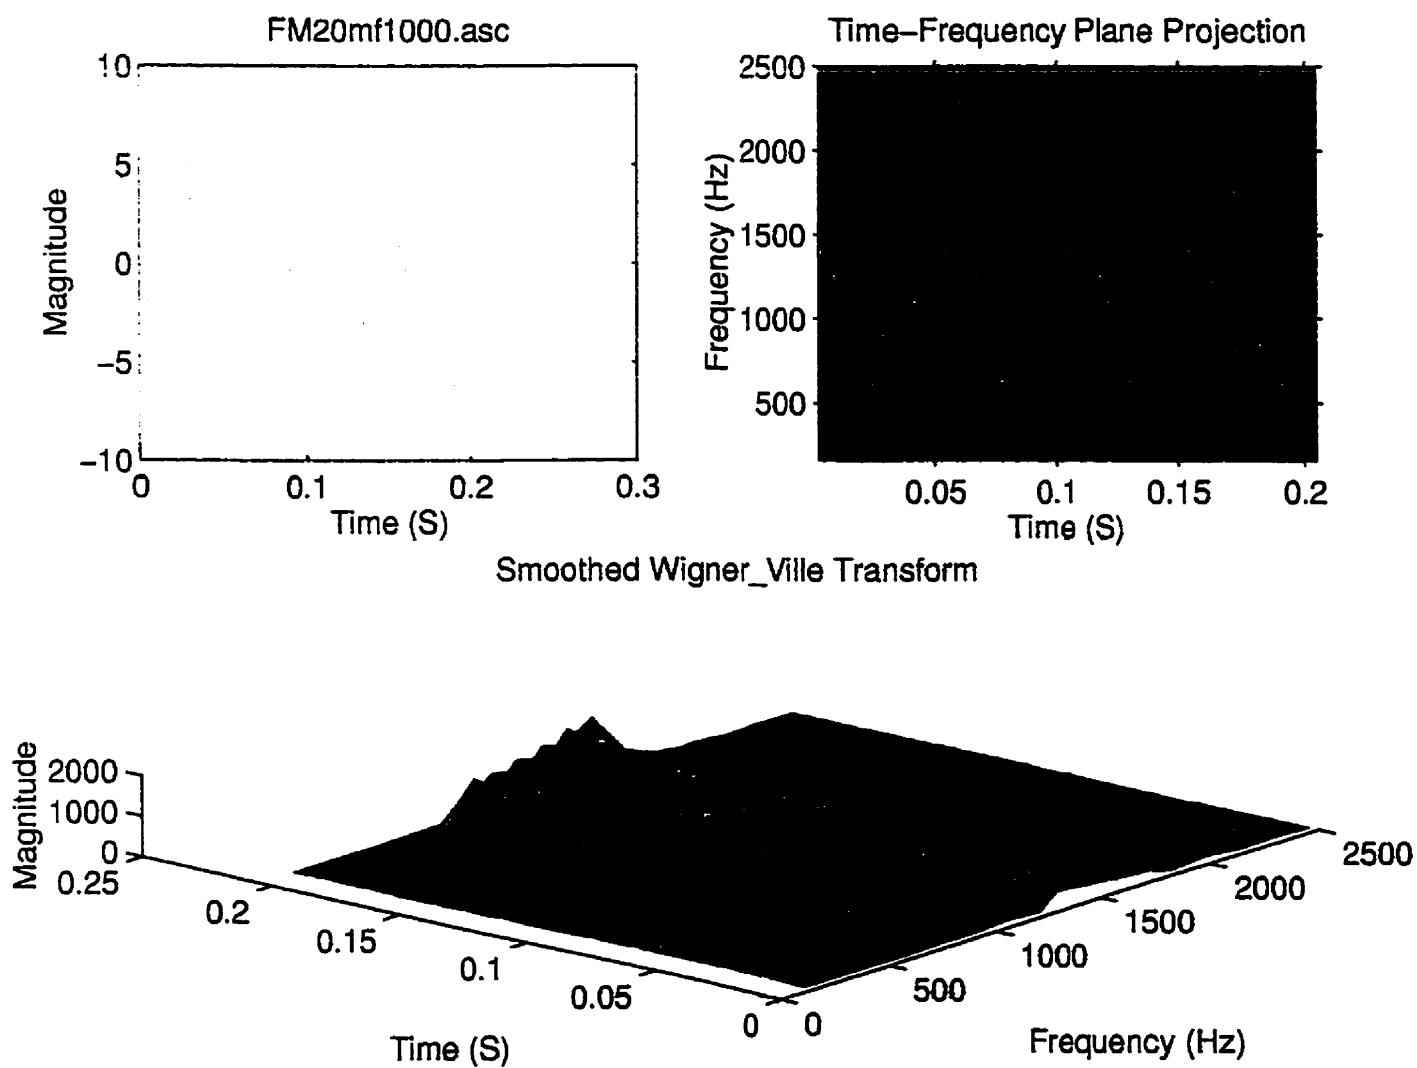 FM20mf1000.asc
10
5
0
−5
−10
Magnitude
0 0.1 0.2 0.3
Time (S)
Time−Frequency Plane Projection
2500
2000
1500
1000
500
Frequency (Hz)
0.05 0.1 0.15 0.2
Time (S)
Smoothed Wigner_Ville Transform
Magnitude
2000
1000
0
0.25
0.2
0.15
0.1
0.05
0
Time (S)
0
500
1000
1500
2000
2500
Frequency (Hz)